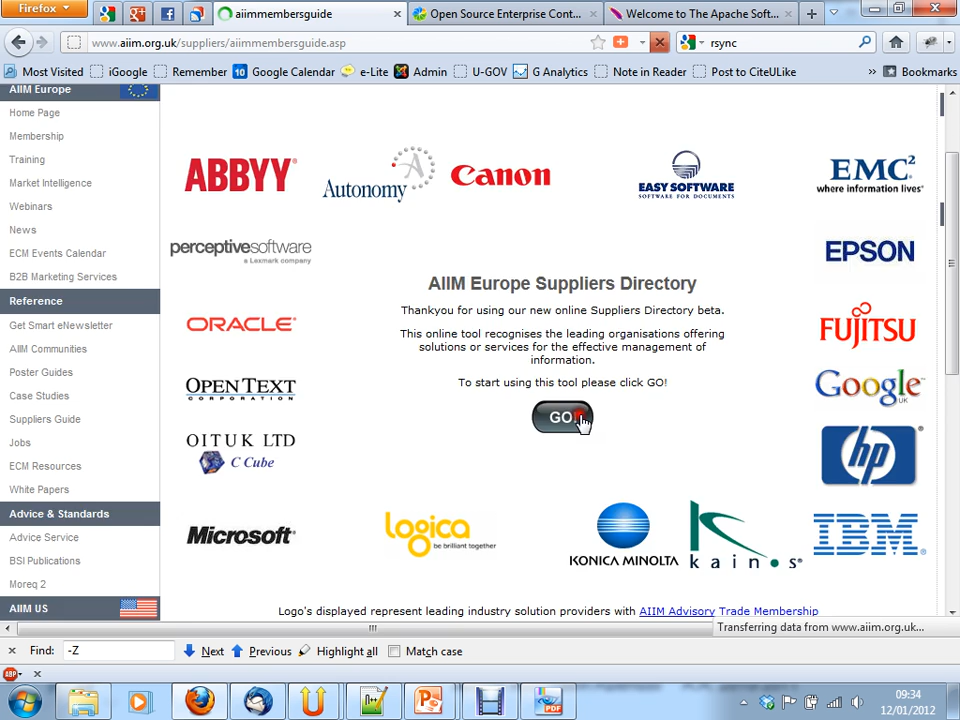 Firefox
aiimmembersguide
Open Source Enterprise Cont...
Welcome to The Apache Soft...
www.aiim.org.uk/suppliers/aiimmembersguide.asp
rsync
Most Visited
iGoogle
Remember
10 Google Calendar
e-Lite
Admin
U-GOV
G Analytics
Note in Reader
Post to CiteULike
»
Bookmarks
AIIM Europe
Home Page
Membership
Training
Market Intelligence
Webinars
News
ECM Events Calendar
B2B Marketing Services
Reference
Get Smart eNewsletter
AIIM Communities
Poster Guides
Case Studies
Suppliers Guide
Jobs
ECM Resources
White Papers
Advice & Standards
Advice Service
BSI Publications
Moreq 2
AIIM US
ABBYY®
Autonomy
Canon
EASY SOFTWARE
SOFTWARE FOR DOCUMENTS
EMC²
where information lives®
perceptivesoftware
a Lexmark company
EPSON
ORACLE
FUJITSU
OPEN TEXT
CORPORATION
Google™
UK
OITUK LTD
C Cube
hp®
Microsoft®
logica
be brilliant together
KONICA MINOLTA
kainos®
IBM®
AIIM Europe Suppliers Directory
Thankyou for using our new online Suppliers Directory beta.
This online tool recognises the leading organisations offering
solutions or services for the effective management of
information.
To start using this tool please click GO!
GO
Logo's displayed represent leading industry solution providers with AIIM Advisory Trade Membership
Transferring data from www.aiim.org.uk...
Find:
-Z
Next
Previous
Highlight all
Match case
ABP
PDF
09:34
12/01/2012